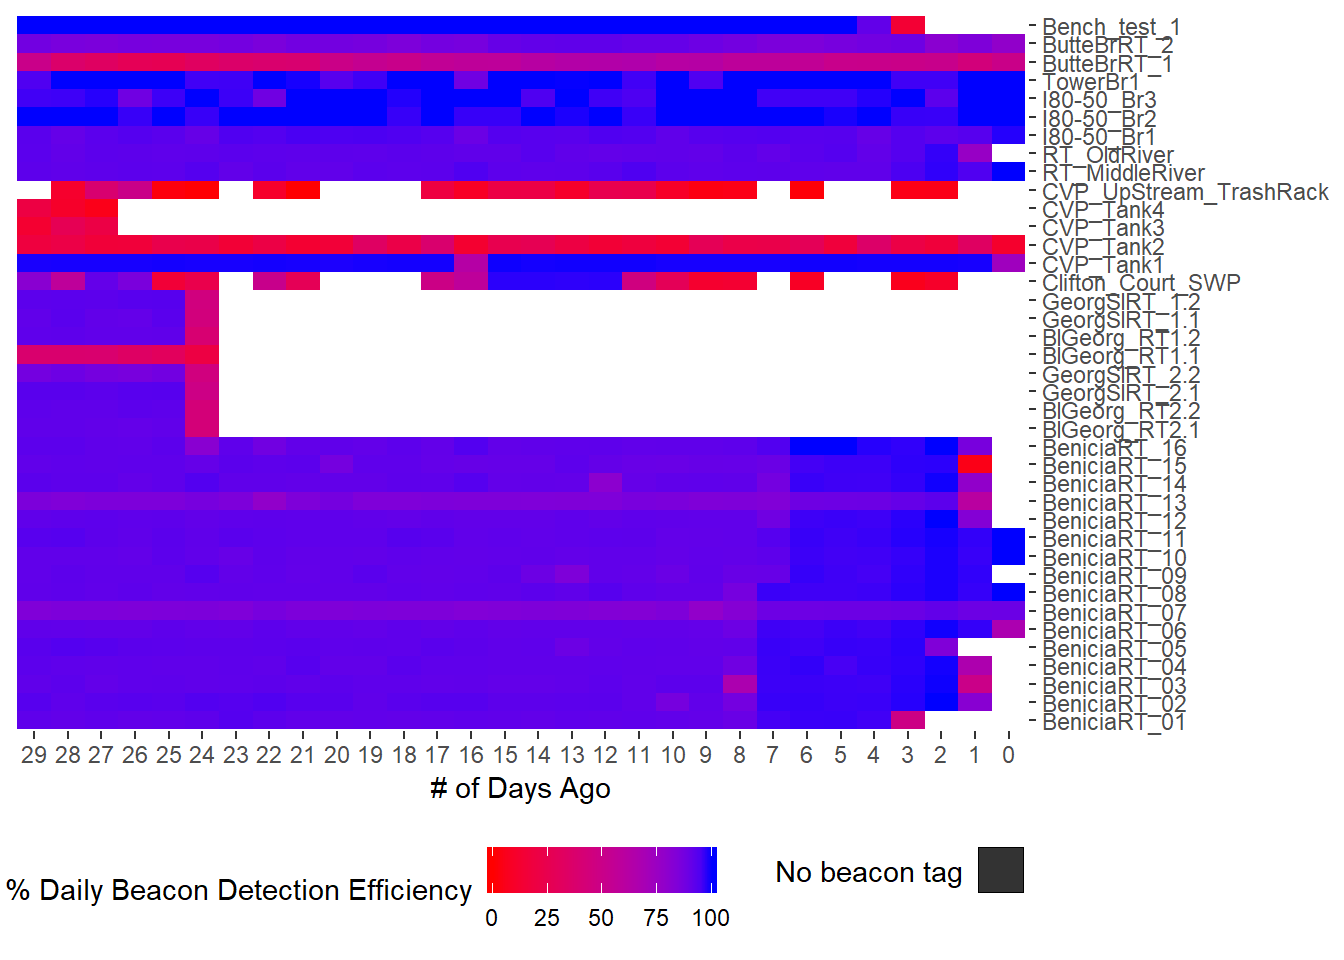 Bench_test_1
ButteBrRT_2
ButteBrRT_1
TowerBr1
I80-50_Br3
I80-50_Br2
I80-50_Br1
RT_OldRiver
RT_MiddleRiver
CVP_UpStream_TrashRack
CVP_Tank4
CVP_Tank3
CVP_Tank2
CVP_Tank1
Clifton_Court_SWP
GeorgSlRT_1.2
GeorgSlRT_1.1
BlGeorg_RT1.2
BlGeorg_RT1.1
GeorgSlRT_2.2
GeorgSlRT_2.1
BlGeorg_RT2.2
BlGeorg_RT2.1
BeniciaRT_16
BeniciaRT_15
BeniciaRT_14
BeniciaRT_13
BeniciaRT_12
BeniciaRT_11
BeniciaRT_10
BeniciaRT_09
BeniciaRT_08
BeniciaRT_07
BeniciaRT_06
BeniciaRT_05
BeniciaRT_04
BeniciaRT_03
BeniciaRT_02
BeniciaRT_01
29 28 27 26 25 24 23 22 21 20 19 18 17 16 15 14 13 12 11 10 9 8 7 6 5 4 3 2 1 0
# of Days Ago
% Daily Beacon Detection Efficiency
0 25 50 75 100
No beacon tag